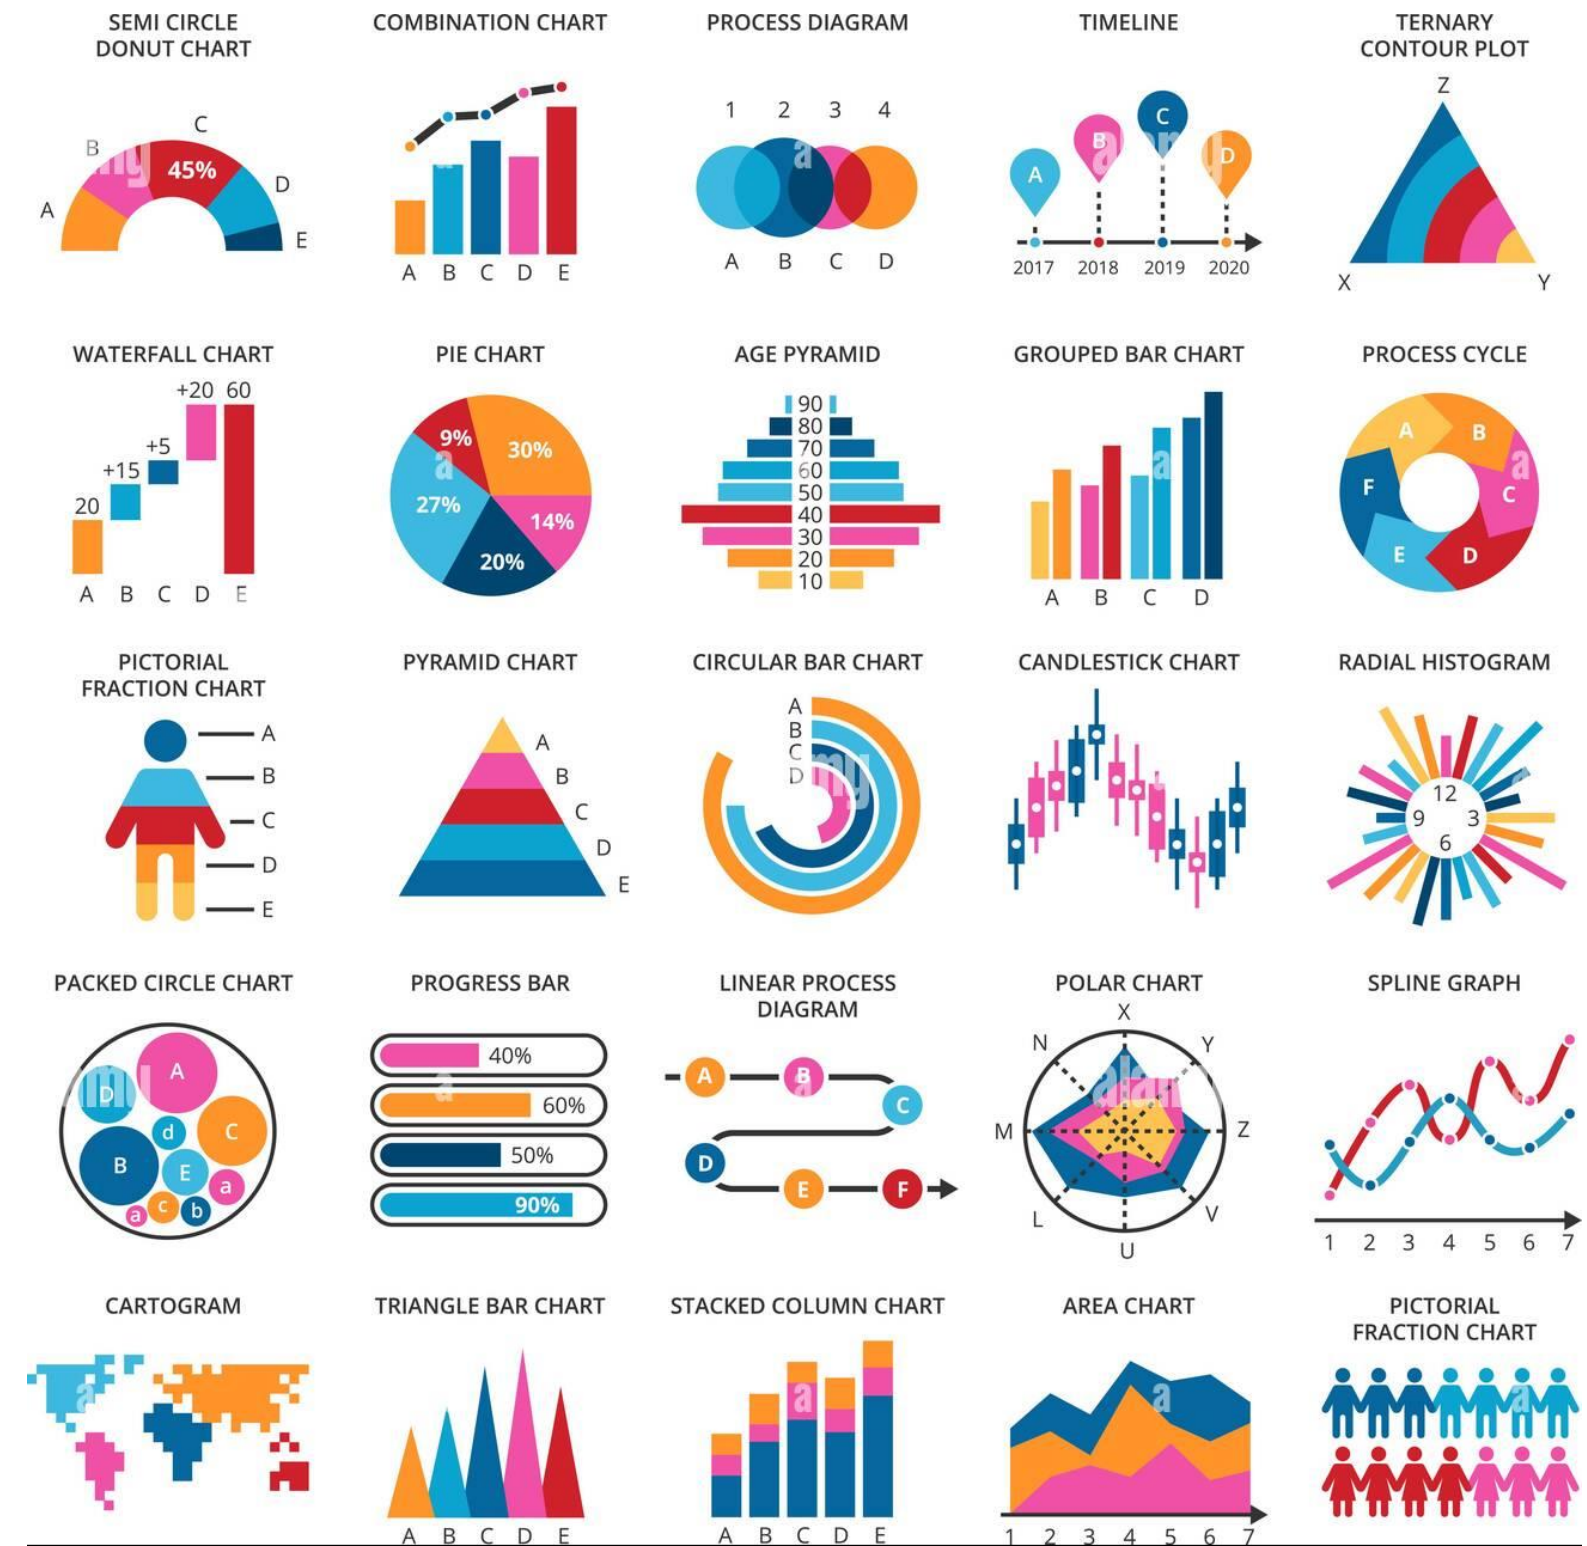 SEMI CIRCLE
DONUT CHART
A
B
C
45%
D
E
COMBINATION CHART
A B C D E
PROCESS DIAGRAM
1 2 3 4
A B C D
TIMELINE
A
B
C
D
2017 2018 2019 2020
TERNARY
CONTOUR PLOT
Z
X Y
WATERFALL CHART
+20 60
+5
+15
20
A B C D E
PIE CHART
9%
30%
27%
14%
20%
AGE PYRAMID
90
80
70
60
50
40
30
20
10
GROUPED BAR CHART
A B C D
PROCESS CYCLE
A B
F C
E D
PICTORIAL
FRACTION CHART
A
B
C
D
E
PYRAMID CHART
A
B
C
D
E
CIRCULAR BAR CHART
A
B
C
D
CANDLESTICK CHART
RADIAL HISTOGRAM
12
9 3
6
PACKED CIRCLE CHART
A
D
d C
B
E
a
a c b
PROGRESS BAR
40%
60%
50%
90%
LINEAR PROCESS
DIAGRAM
A B
C
D
E F
POLAR CHART
X
N Y
M Z
L V
U
SPLINE GRAPH
1 2 3 4 5 6 7
CARTOGRAM
TRIANGLE BAR CHART
A B C D E
STACKED COLUMN CHART
A B C D E
AREA CHART
1 2 3 4 5 6 7
PICTORIAL
FRACTION CHART